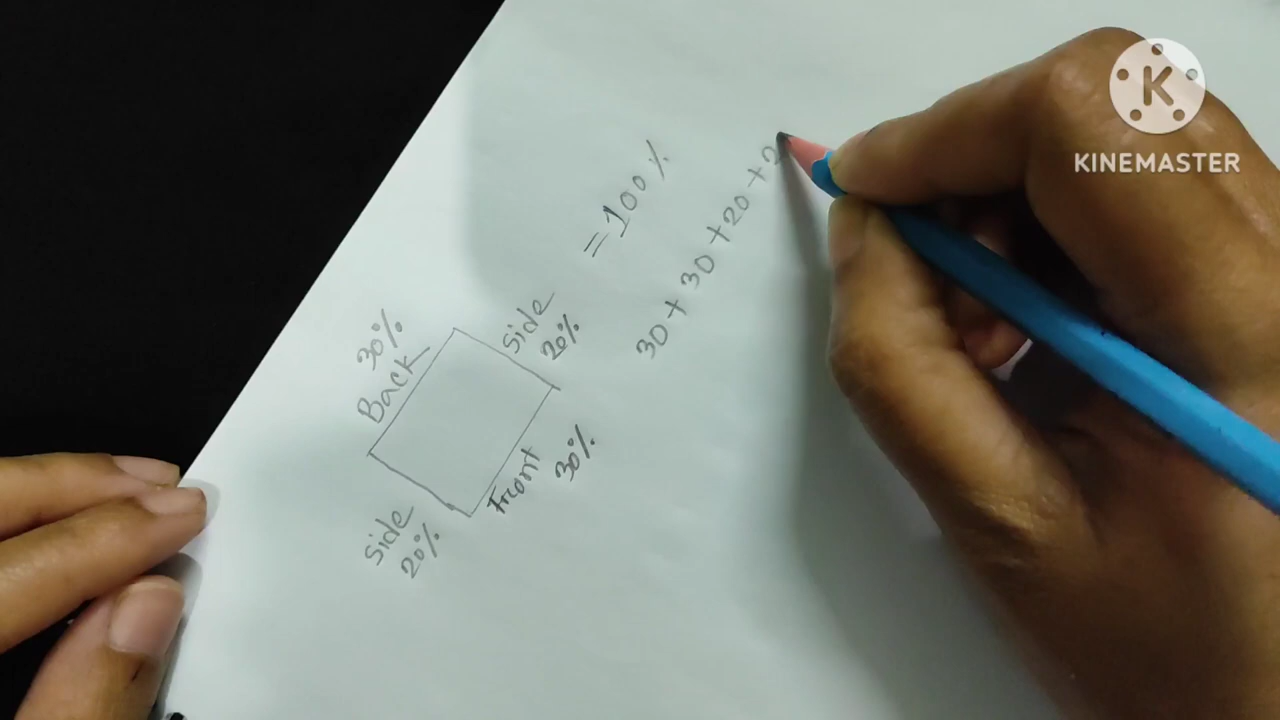 = 100 %
30 + 30 + 20 + 2
30%
Back
side
20%
Front
30%
side
20%
KINEMASTER